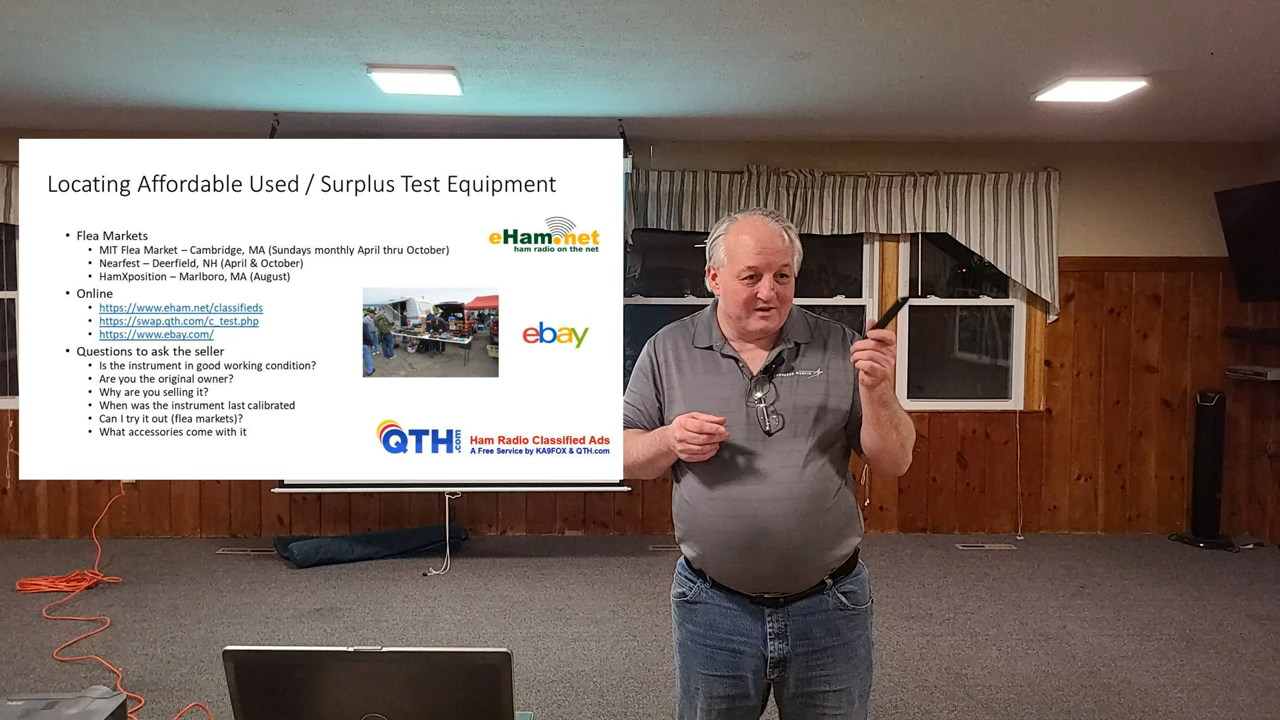 Locating Affordable Used / Surplus Test Equipment
• Flea Markets
• MIT Flea Market – Cambridge, MA (Sundays monthly April thru October)
• Nearfest – Deerfield, NH (April & October)
• HamXposition – Marlboro, MA (August)
• Online
• https://www.eham.net/classifieds
• https://swap.qth.com/c_test.php
• https://www.ebay.com/
• Questions to ask the seller
• Is the instrument in good working condition?
• Are you the original owner?
• Why are you selling it?
• When was the instrument last calibrated
• Can I try it out (flea markets)?
• What accessories come with it
eHam.net
ham radio on the net
ebay
QTH.com
Ham Radio Classified Ads
A Free Service by KA9FOX & QTH.com
LOCKHEED MARTIN